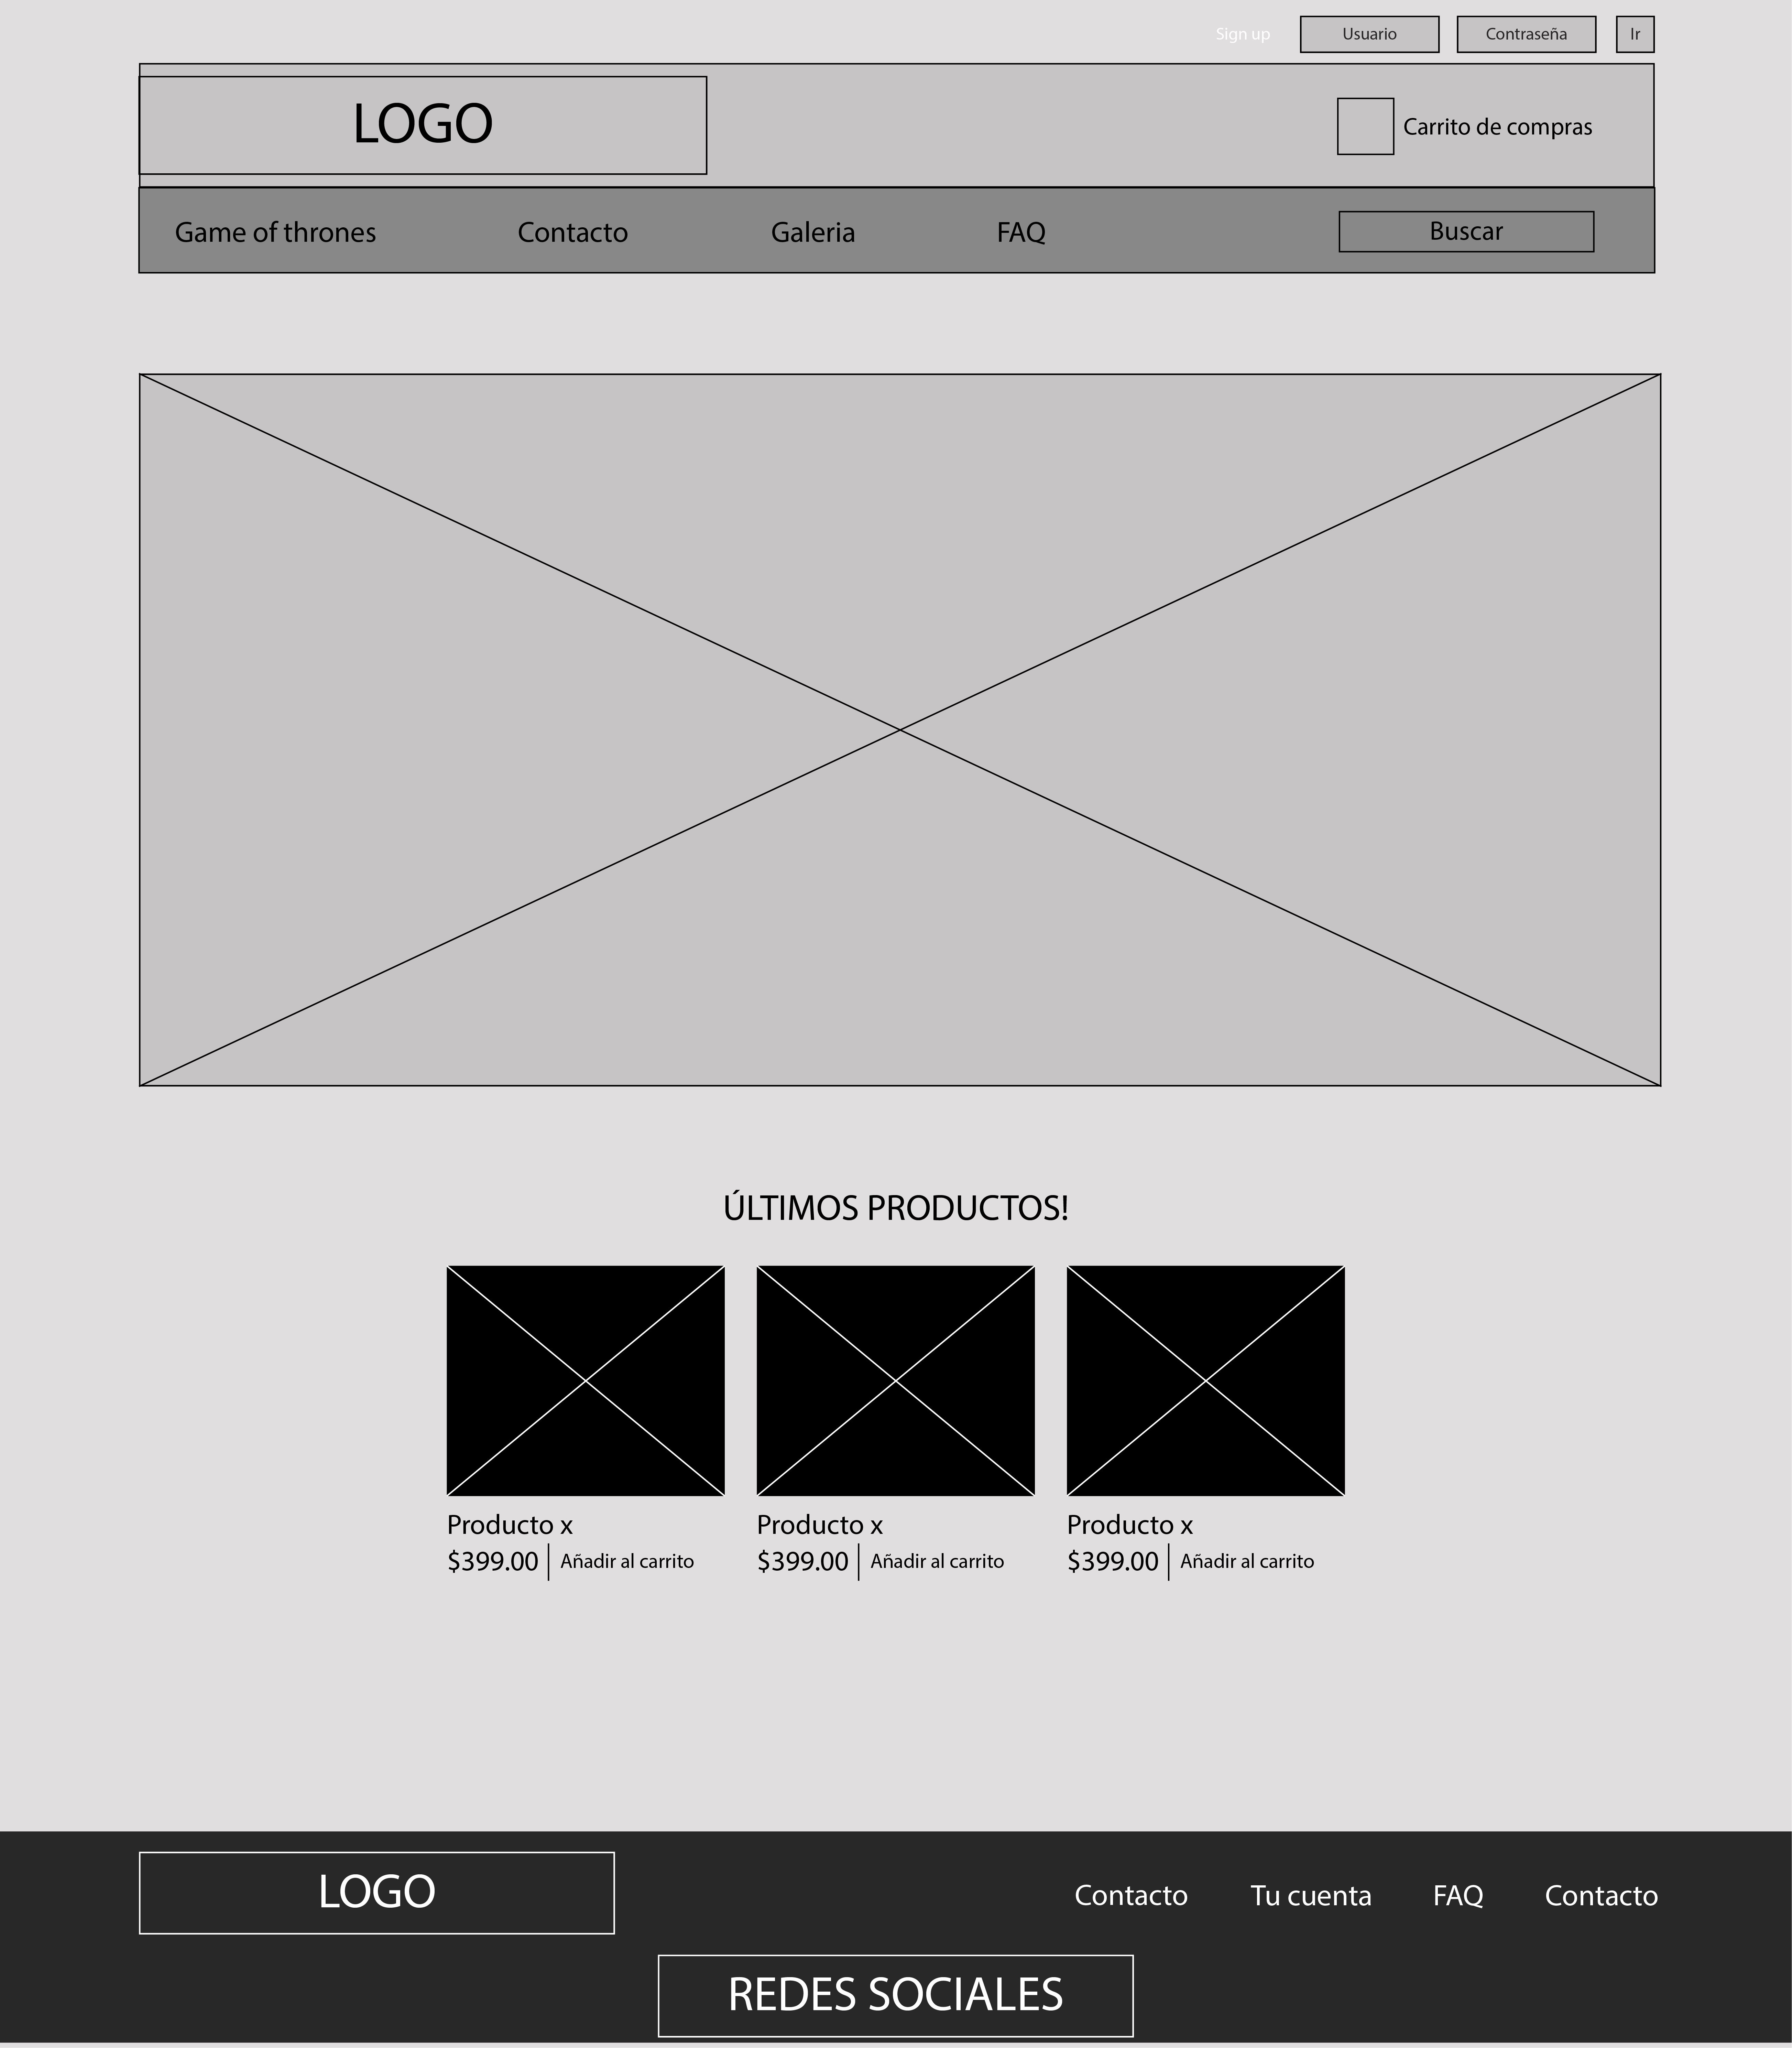 Sign up Usuario Contraseña Ir
LOGO
Carrito de compras
Game of thrones Contacto Galeria FAQ Buscar
ÚLTIMOS PRODUCTOS!
Producto x Producto x Producto x
$399.00 Añadir al carrito $399.00 Añadir al carrito $399.00 Añadir al carrito
LOGO
Contacto Tu cuenta FAQ Contacto
REDES SOCIALES